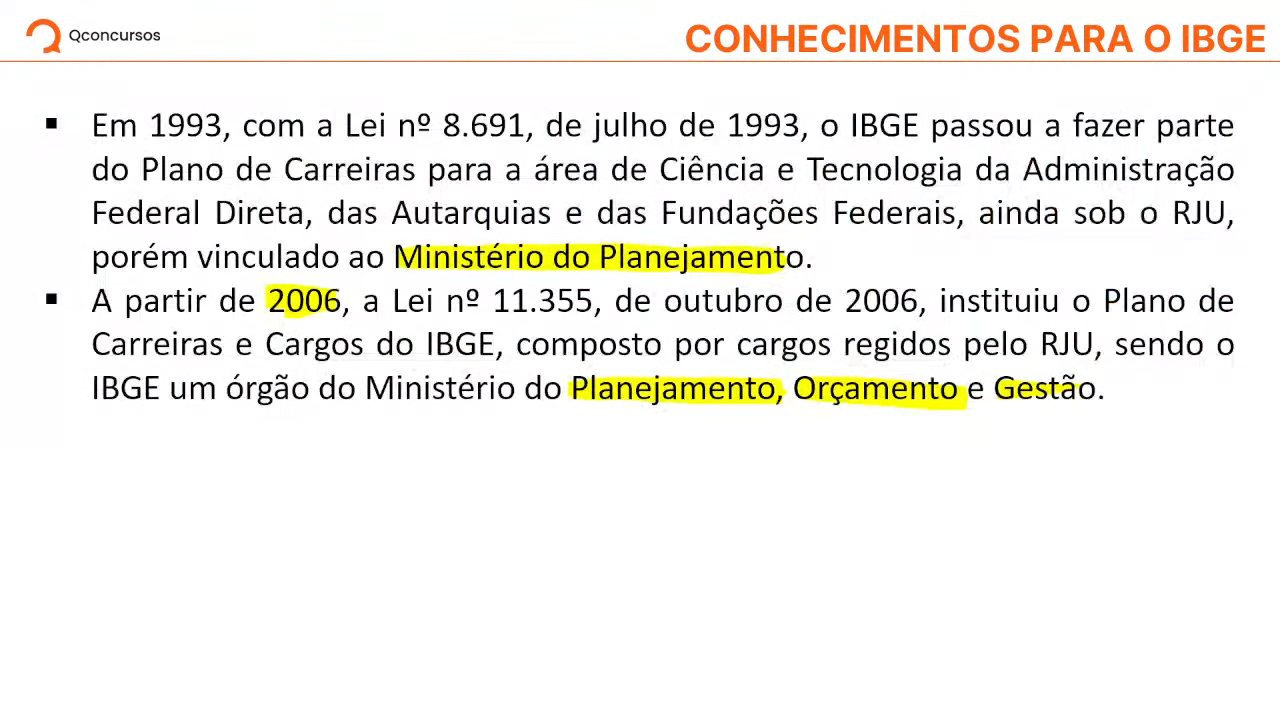 Qconcursos
CONHECIMENTOS PARA O IBGE
▪ Em 1993, com a Lei nº 8.691, de julho de 1993, o IBGE passou a fazer parte
do Plano de Carreiras para a área de Ciência e Tecnologia da Administração
Federal Direta, das Autarquias e das Fundações Federais, ainda sob o RJU,
porém vinculado ao Ministério do Planejamento.
▪ A partir de 2006, a Lei nº 11.355, de outubro de 2006, instituiu o Plano de
Carreiras e Cargos do IBGE, composto por cargos regidos pelo RJU, sendo o
IBGE um órgão do Ministério do Planejamento, Orçamento e Gestão.